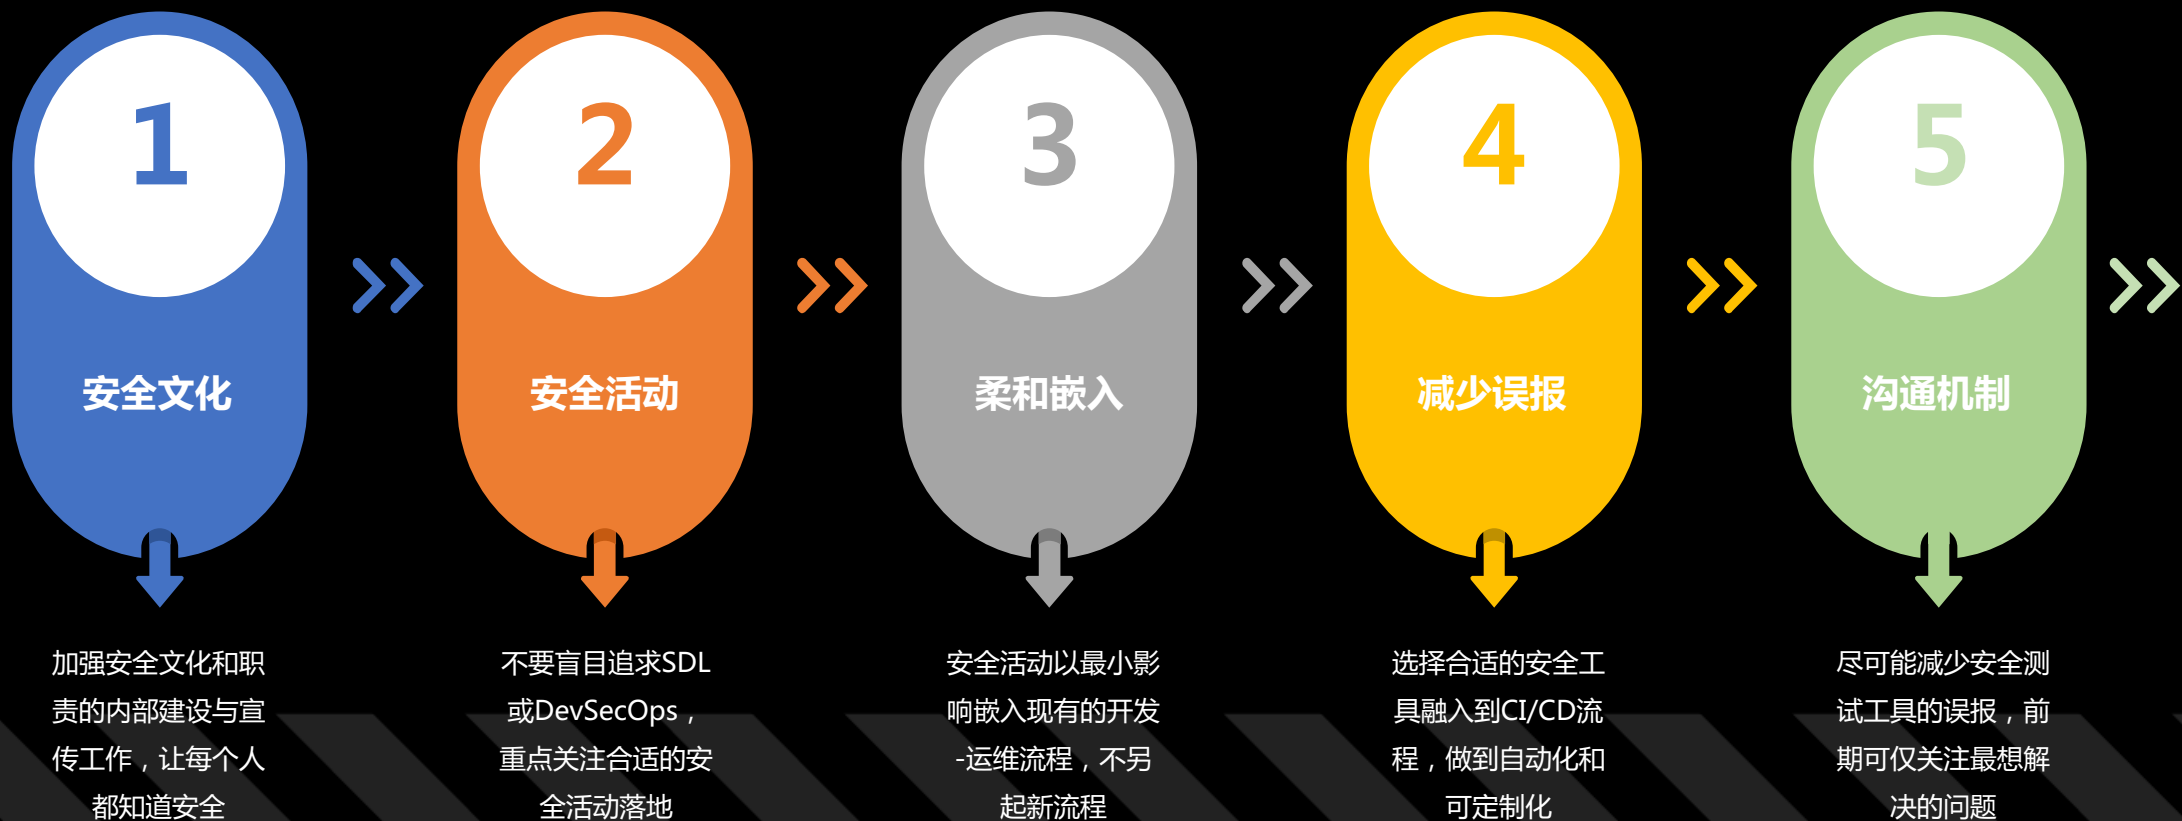 1
安全文化
加强安全文化和职
责的内部建设与宣
传工作，让每个人
都知道安全
2
安全活动
不要盲目追求SDL
或DevSecOps，
重点关注合适的安
全活动落地
3
柔和嵌入
安全活动以最小影
响嵌入现有的开发
-运维流程，不另
起新流程
4
减少误报
选择合适的安全工
具融入到CI/CD流
程，做到自动化和
可定制化
5
沟通机制
尽可能减少安全测
试工具的误报，前
期可仅关注最想解
决的问题